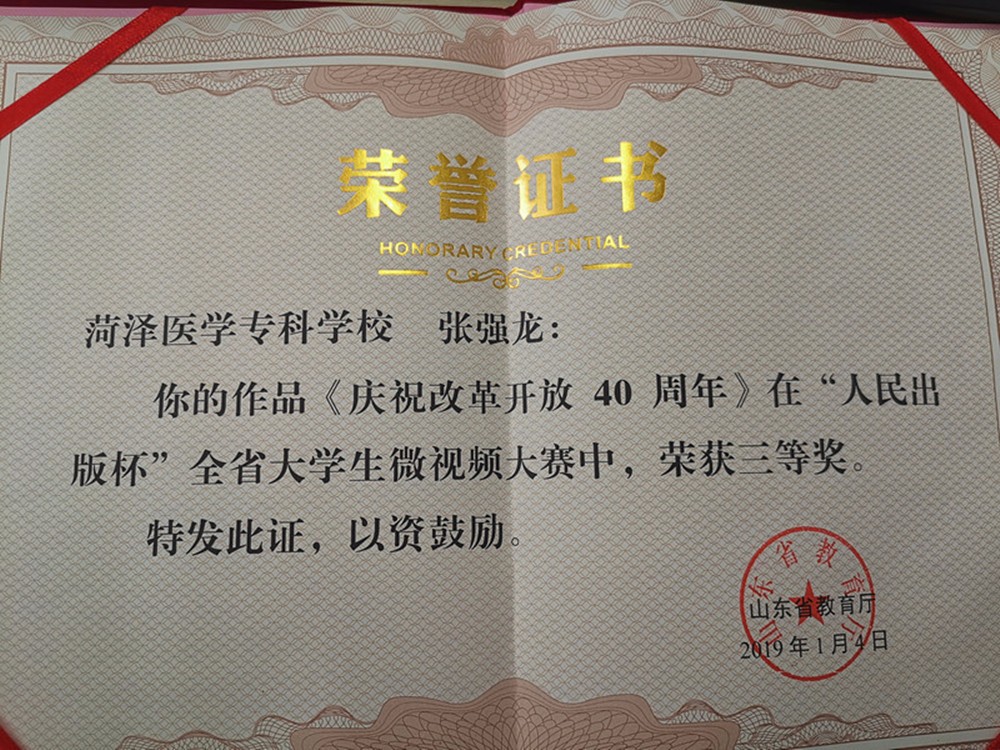 荣誉证书
HONDRARY CREDENTIAL
菏泽医学专科学校 张强龙：
你的作品《庆祝改革开放 40 周年》在“人民出
版杯”全省大学生微视频大赛中，荣获三等奖。
特发此证，以资鼓励。
山东省教育厅
山东省教育厅
2019年1月4日